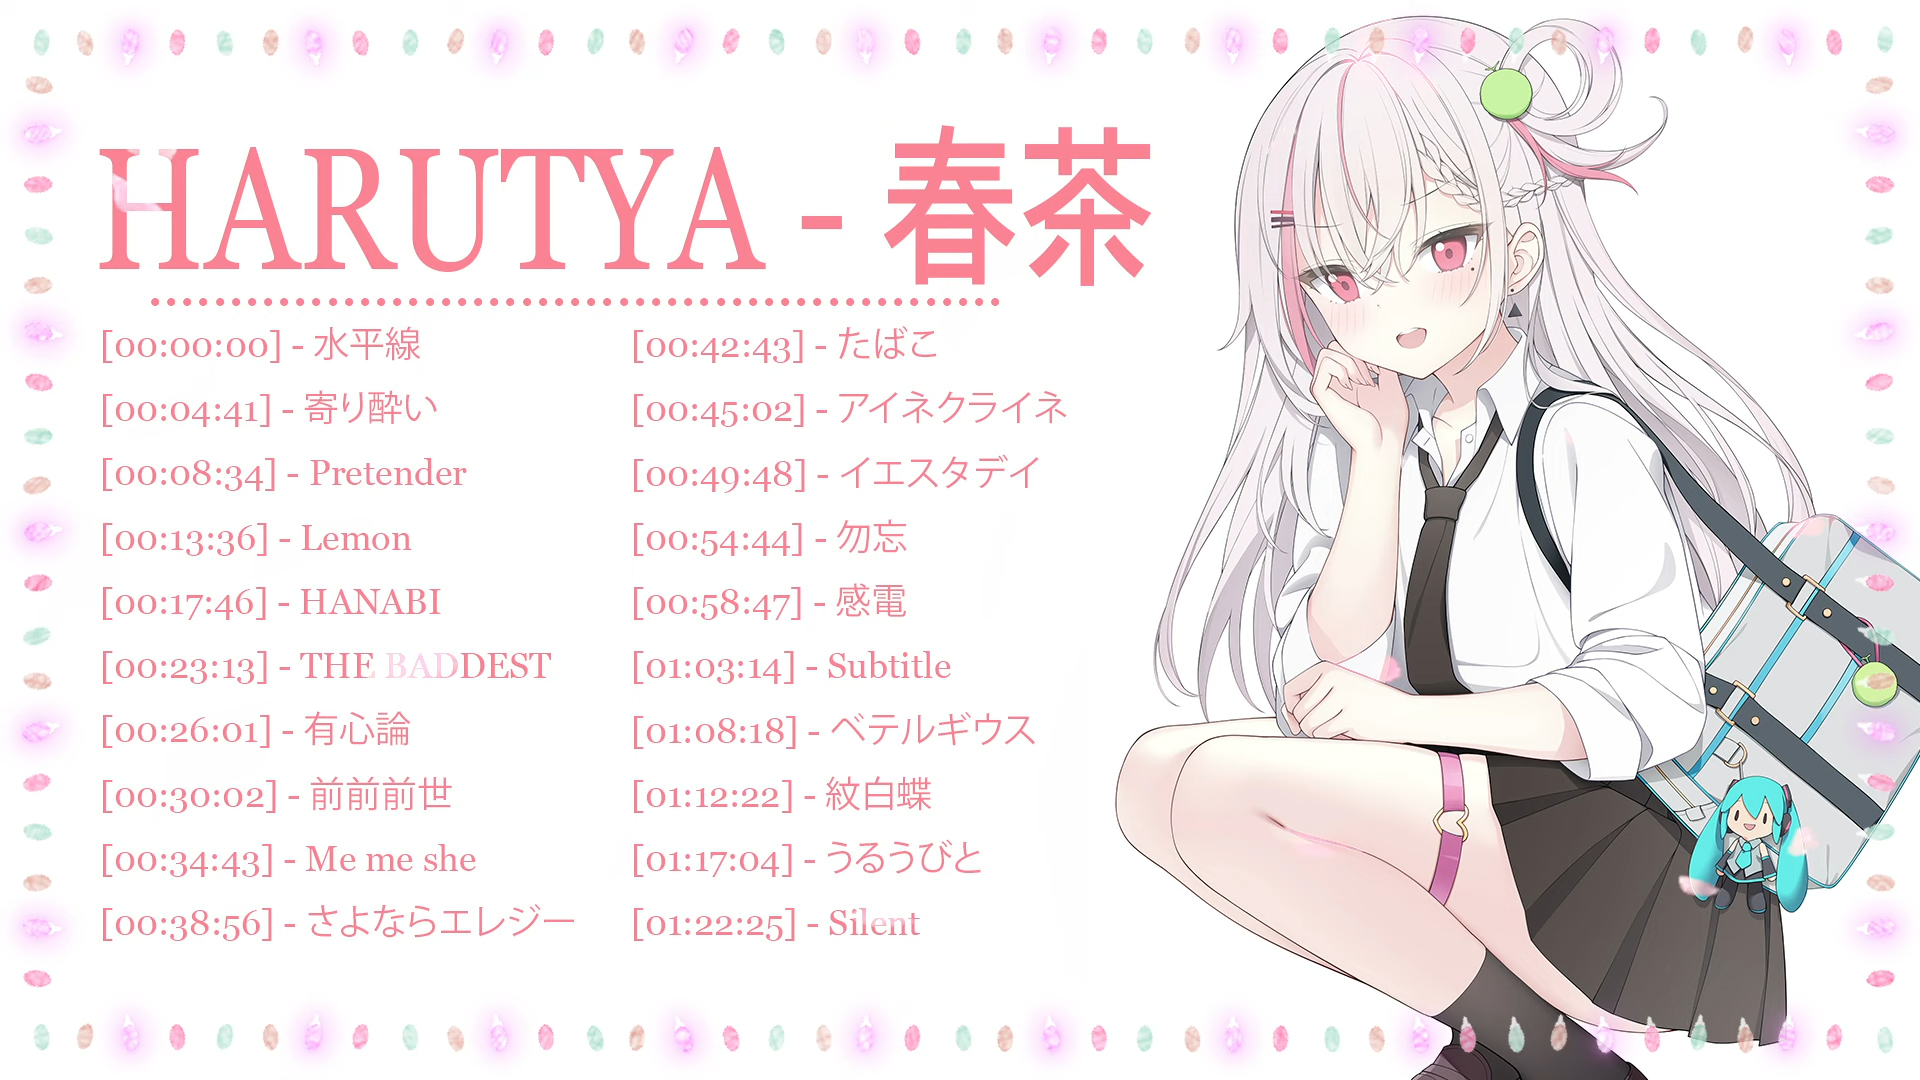 HARUTYA - 春茶
[00:00:00] - 水平線
[00:04:41] - 寄り酔い
[00:08:34] - Pretender
[00:13:36] - Lemon
[00:17:46] - HANABI
[00:23:13] - THE BADDEST
[00:26:01] - 有心論
[00:30:02] - 前前前世
[00:34:43] - Me me she
[00:38:56] - さよならエレジー
[00:42:43] - たばこ
[00:45:02] - アイネクライネ
[00:49:48] - イエスタデイ
[00:54:44] - 勿忘
[00:58:47] - 感電
[01:03:14] - Subtitle
[01:08:18] - ベテルギウス
[01:12:22] - 紋白蝶
[01:17:04] - うるうびと
[01:22:25] - Silent